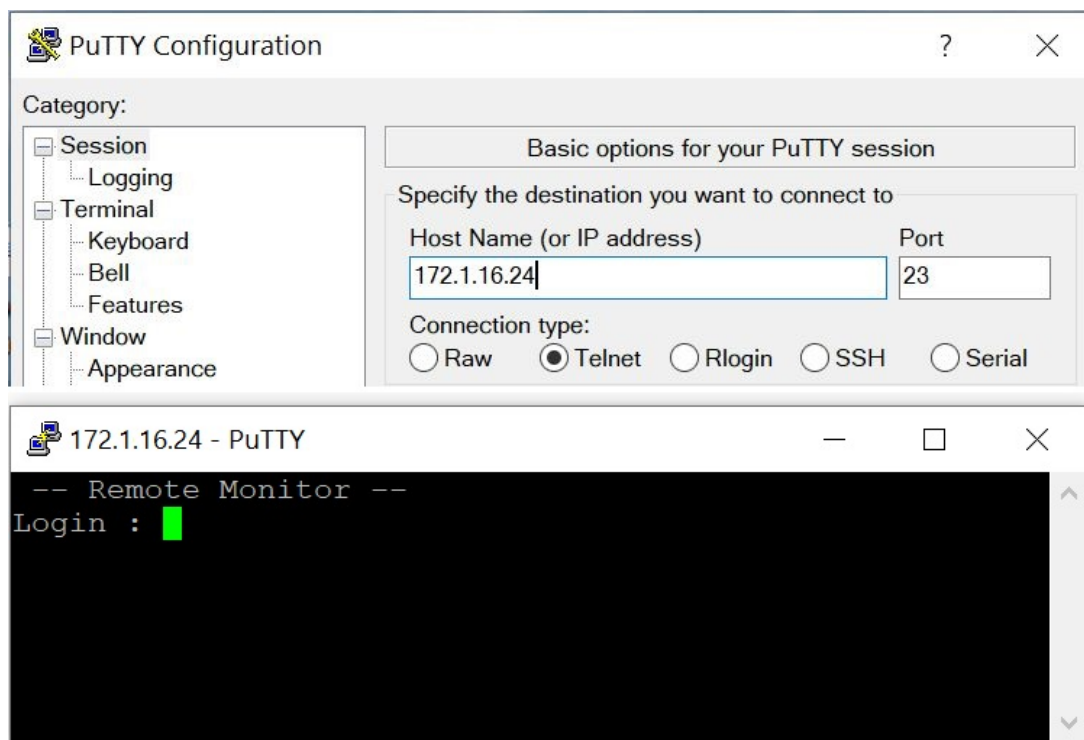 PuTTY Configuration
Category:
Session
Logging
Terminal
Keyboard
Bell
Features
Window
Appearance
Basic options for your PuTTY session
Specify the destination you want to connect to
Host Name (or IP address) Port
172.1.16.24 23
Connection type:
Raw Telnet Rlogin SSH Serial
172.1.16.24 - PuTTY
-- Remote Monitor --
Login :